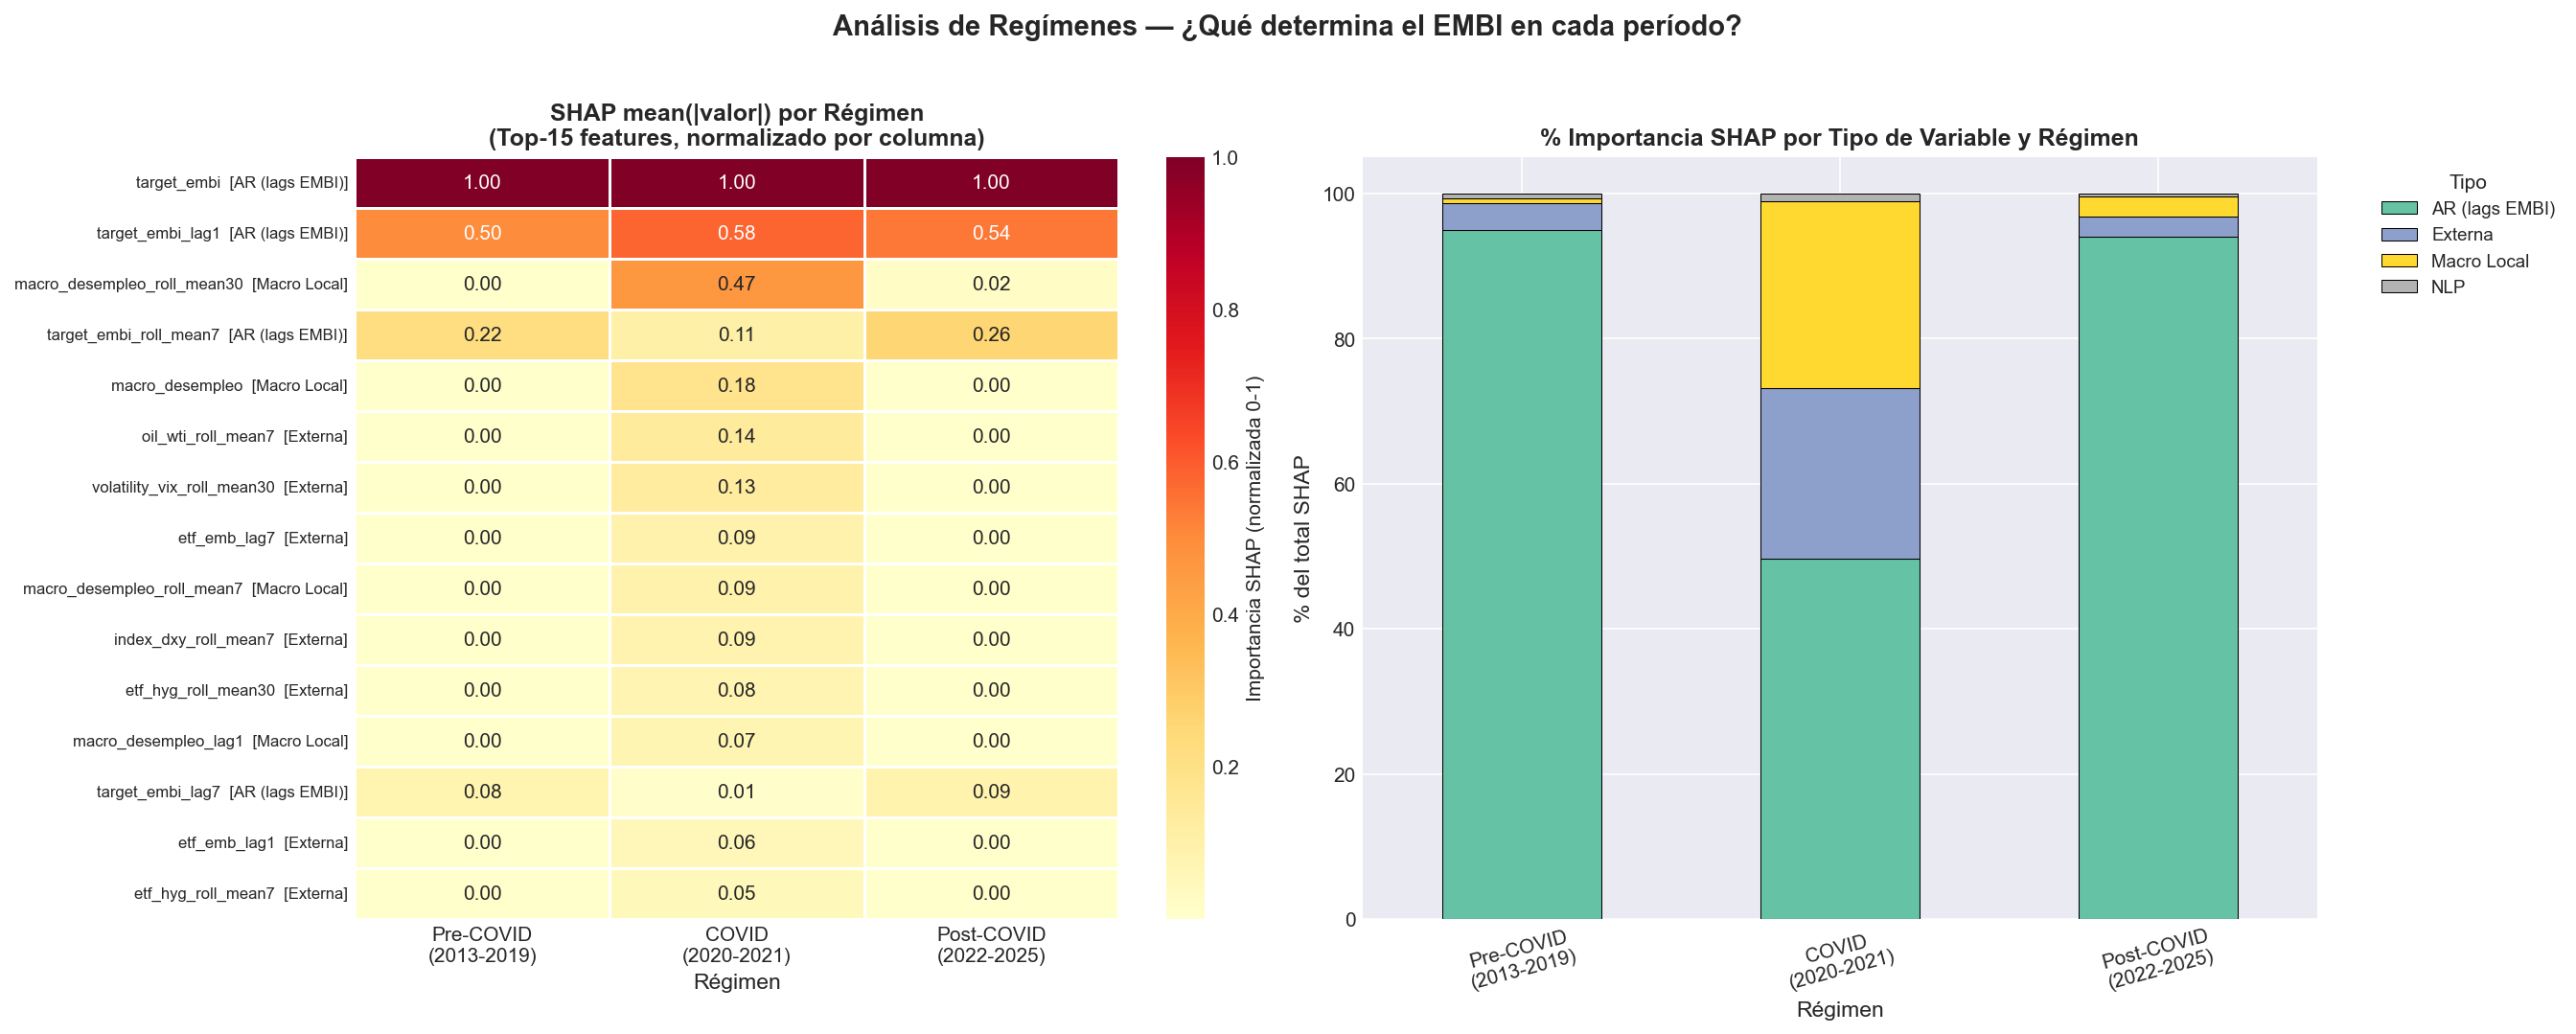 Análisis de Regímenes — ¿Qué determina el EMBI en cada período?
SHAP mean(|valor|) por Régimen
(Top-15 features, normalizado por columna)
target_embi [AR (lags EMBI)]
1.00 1.00 1.00
target_embi_lag1 [AR (lags EMBI)]
0.50 0.58 0.54
macro_desempleo_roll_mean30 [Macro Local]
0.00 0.47 0.02
target_embi_roll_mean7 [AR (lags EMBI)]
0.22 0.11 0.26
macro_desempleo [Macro Local]
0.00 0.18 0.00
oil_wti_roll_mean7 [Externa]
0.00 0.14 0.00
volatility_vix_roll_mean30 [Externa]
0.00 0.13 0.00
etf_emb_lag7 [Externa]
0.00 0.09 0.00
macro_desempleo_roll_mean7 [Macro Local]
0.00 0.09 0.00
index_dxy_roll_mean7 [Externa]
0.00 0.09 0.00
etf_hyg_roll_mean30 [Externa]
0.00 0.08 0.00
macro_desempleo_lag1 [Macro Local]
0.00 0.07 0.00
target_embi_lag7 [AR (lags EMBI)]
0.08 0.01 0.09
etf_emb_lag1 [Externa]
0.00 0.06 0.00
etf_hyg_roll_mean7 [Externa]
0.00 0.05 0.00
Pre-COVID
(2013-2019)
COVID
(2020-2021)
Post-COVID
(2022-2025)
Régimen
1.0
0.8
0.6
0.4
0.2
Importancia SHAP (normalizada 0-1)
% Importancia SHAP por Tipo de Variable y Régimen
% del total SHAP
100
80
60
40
20
0
Pre-COVID
(2013-2019)
COVID
(2020-2021)
Post-COVID
(2022-2025)
Régimen
Tipo
AR (lags EMBI)
Externa
Macro Local
NLP